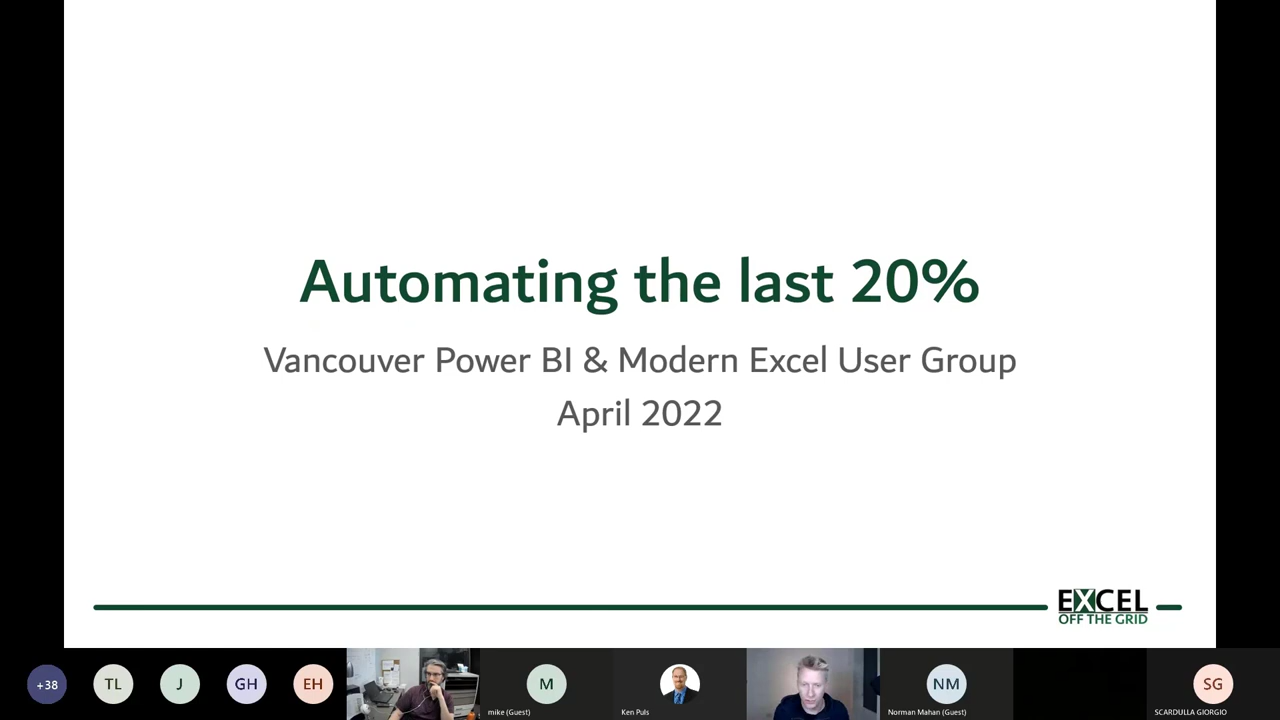 Automating the last 20%
Vancouver Power BI & Modern Excel User Group
April 2022
EXCEL
OFF THE GRID
+38
TL
J
GH
EH
M
mike (Guest)
Ken Puls
NM
Norman Mahan (Guest)
SG
SCARDULLA GIORGIO